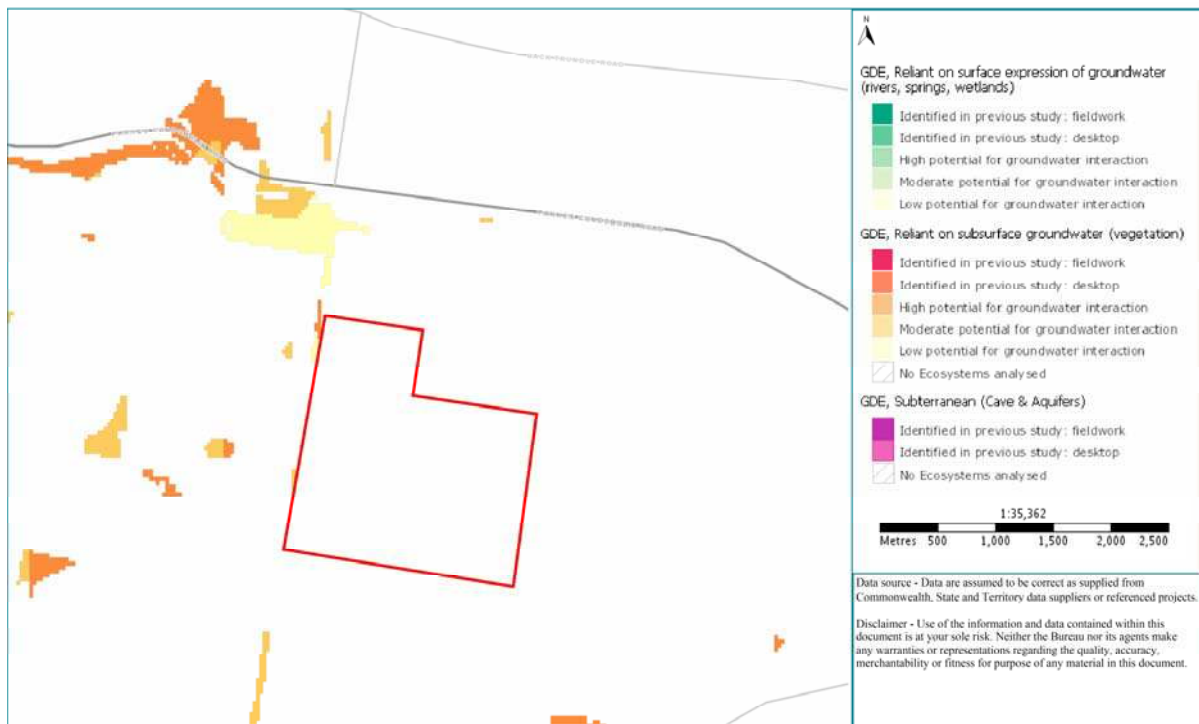 N
GDE, Reliant on surface expression of groundwater
(rivers, springs, wetlands)
Identified in previous study: fieldwork
Identified in previous study: desktop
High potential for groundwater interaction
Moderate potential for groundwater interaction
Low potential for groundwater interaction
GDE, Reliant on subsurface groundwater (vegetation)
Identified in previous study: fieldwork
Identified in previous study: desktop
High potential for groundwater interaction
Moderate potential for groundwater interaction
Low potential for groundwater interaction
No Ecosystems analysed
GDE, Subterranean (Cave & Aquifers)
Identified in previous study: fieldwork
Identified in previous study: desktop
No Ecosystems analysed
1:35,362
Metres 500 1,000 1,500 2,000 2,500
Data source - Data are assumed to be correct as supplied from
Commonwealth, State and Territory data suppliers or referenced projects.
Disclaimer - Use of the information and data contained within this
document is at your sole risk. Neither the Bureau nor its agents make
any warranties or representations regarding the quality, accuracy,
merchantability or fitness for purpose of any material in this document.